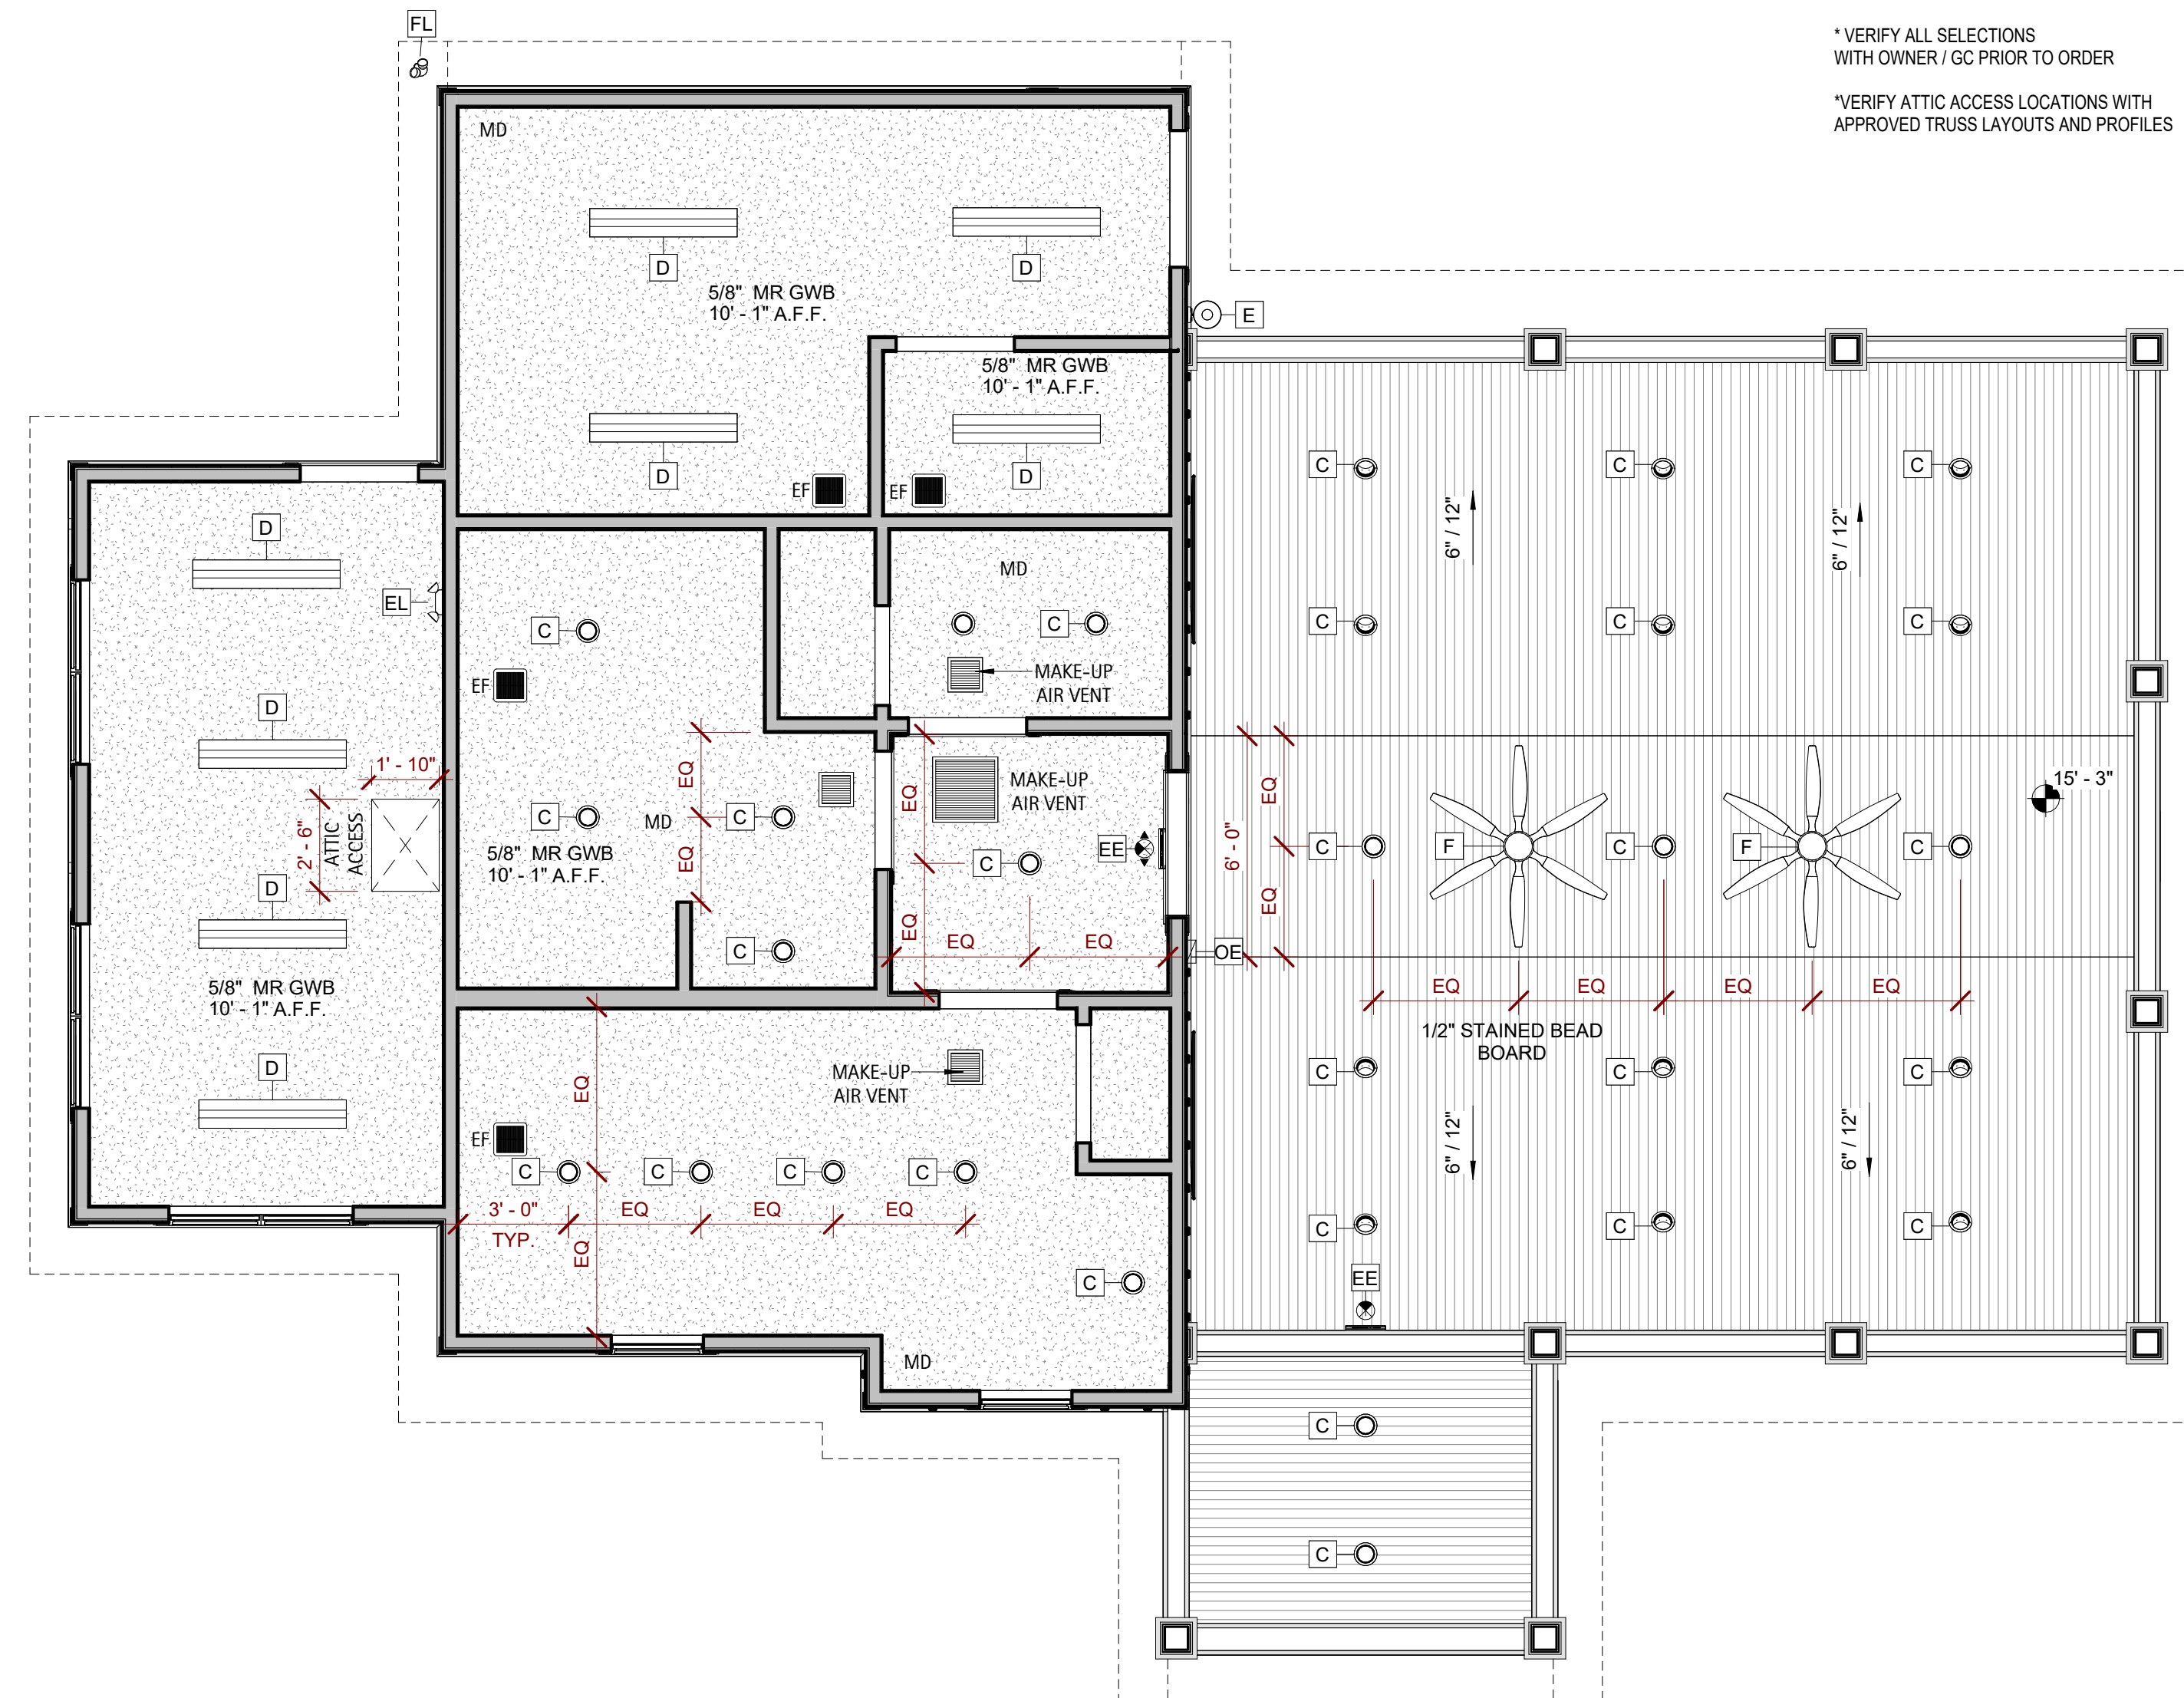 FL
* VERIFY ALL SELECTIONS
WITH OWNER / GC PRIOR TO ORDER
*VERIFY ATTIC ACCESS LOCATIONS WITH
APPROVED TRUSS LAYOUTS AND PROFILES
MD
D
D
5/8" MR GWB
10' - 1" A.F.F.
E
5/8" MR GWB
10' - 1" A.F.F.
D
D
EF
EF
C
C
C
D
6" / 12"
6" / 12"
MD
EL
C
C
C
C
C
MAKE-UP
AIR VENT
EF
D
1' - 10"
EQ
EQ
EQ
MAKE-UP
AIR VENT
15' - 3"
2' - 6"
ATTIC
ACCESS
C
MD
C
5/8" MR GWB
10' - 1" A.F.F.
EQ
C
EE
6' - 0"
C
F
C
F
C
D
EQ
EQ
C
EQ
EQ
OE
5/8" MR GWB
10' - 1" A.F.F.
EQ
EQ
EQ
EQ
1/2" STAINED BEAD
BOARD
D
EQ
MAKE-UP
AIR VENT
C
C
C
EF
C
C
C
C
6" / 12"
6" / 12"
3' - 0"
TYP.
EQ
EQ
EQ
EQ
C
C
C
C
EE
MD
C
C